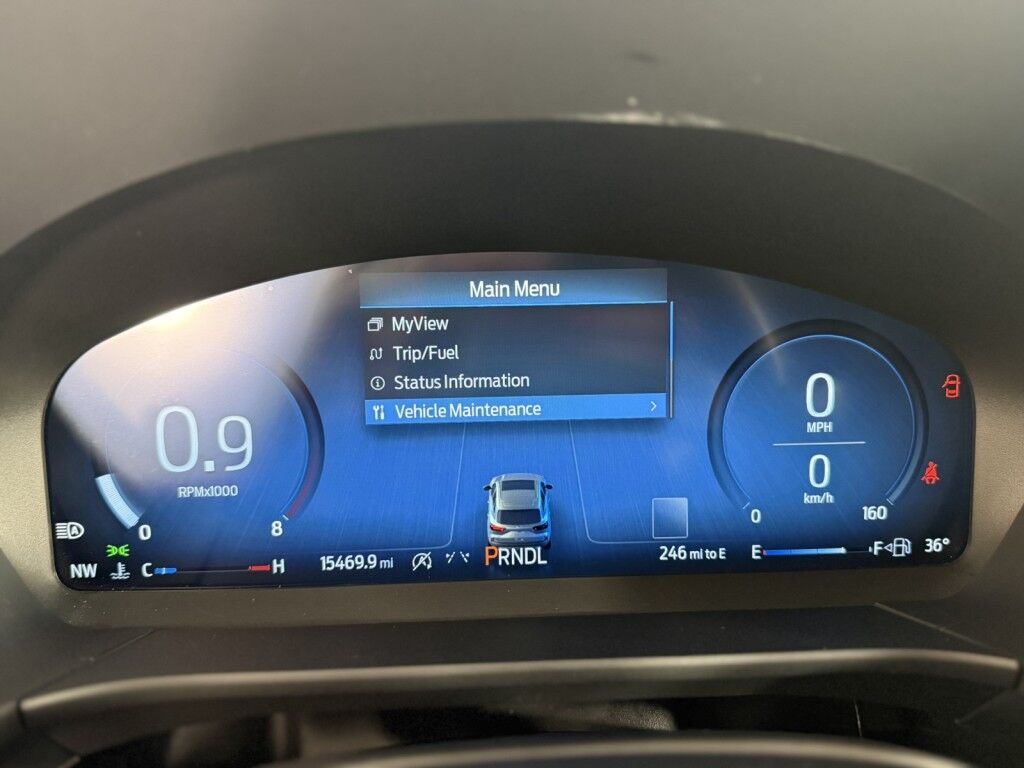 Main Menu
MyView
Trip/Fuel
Status Information
Vehicle Maintenance
0.9
RPMx1000
0 8
0
MPH
0
km/h
0 160
A
NW C H 15469.9 mi PRNDL 246 mi to E E F 36°